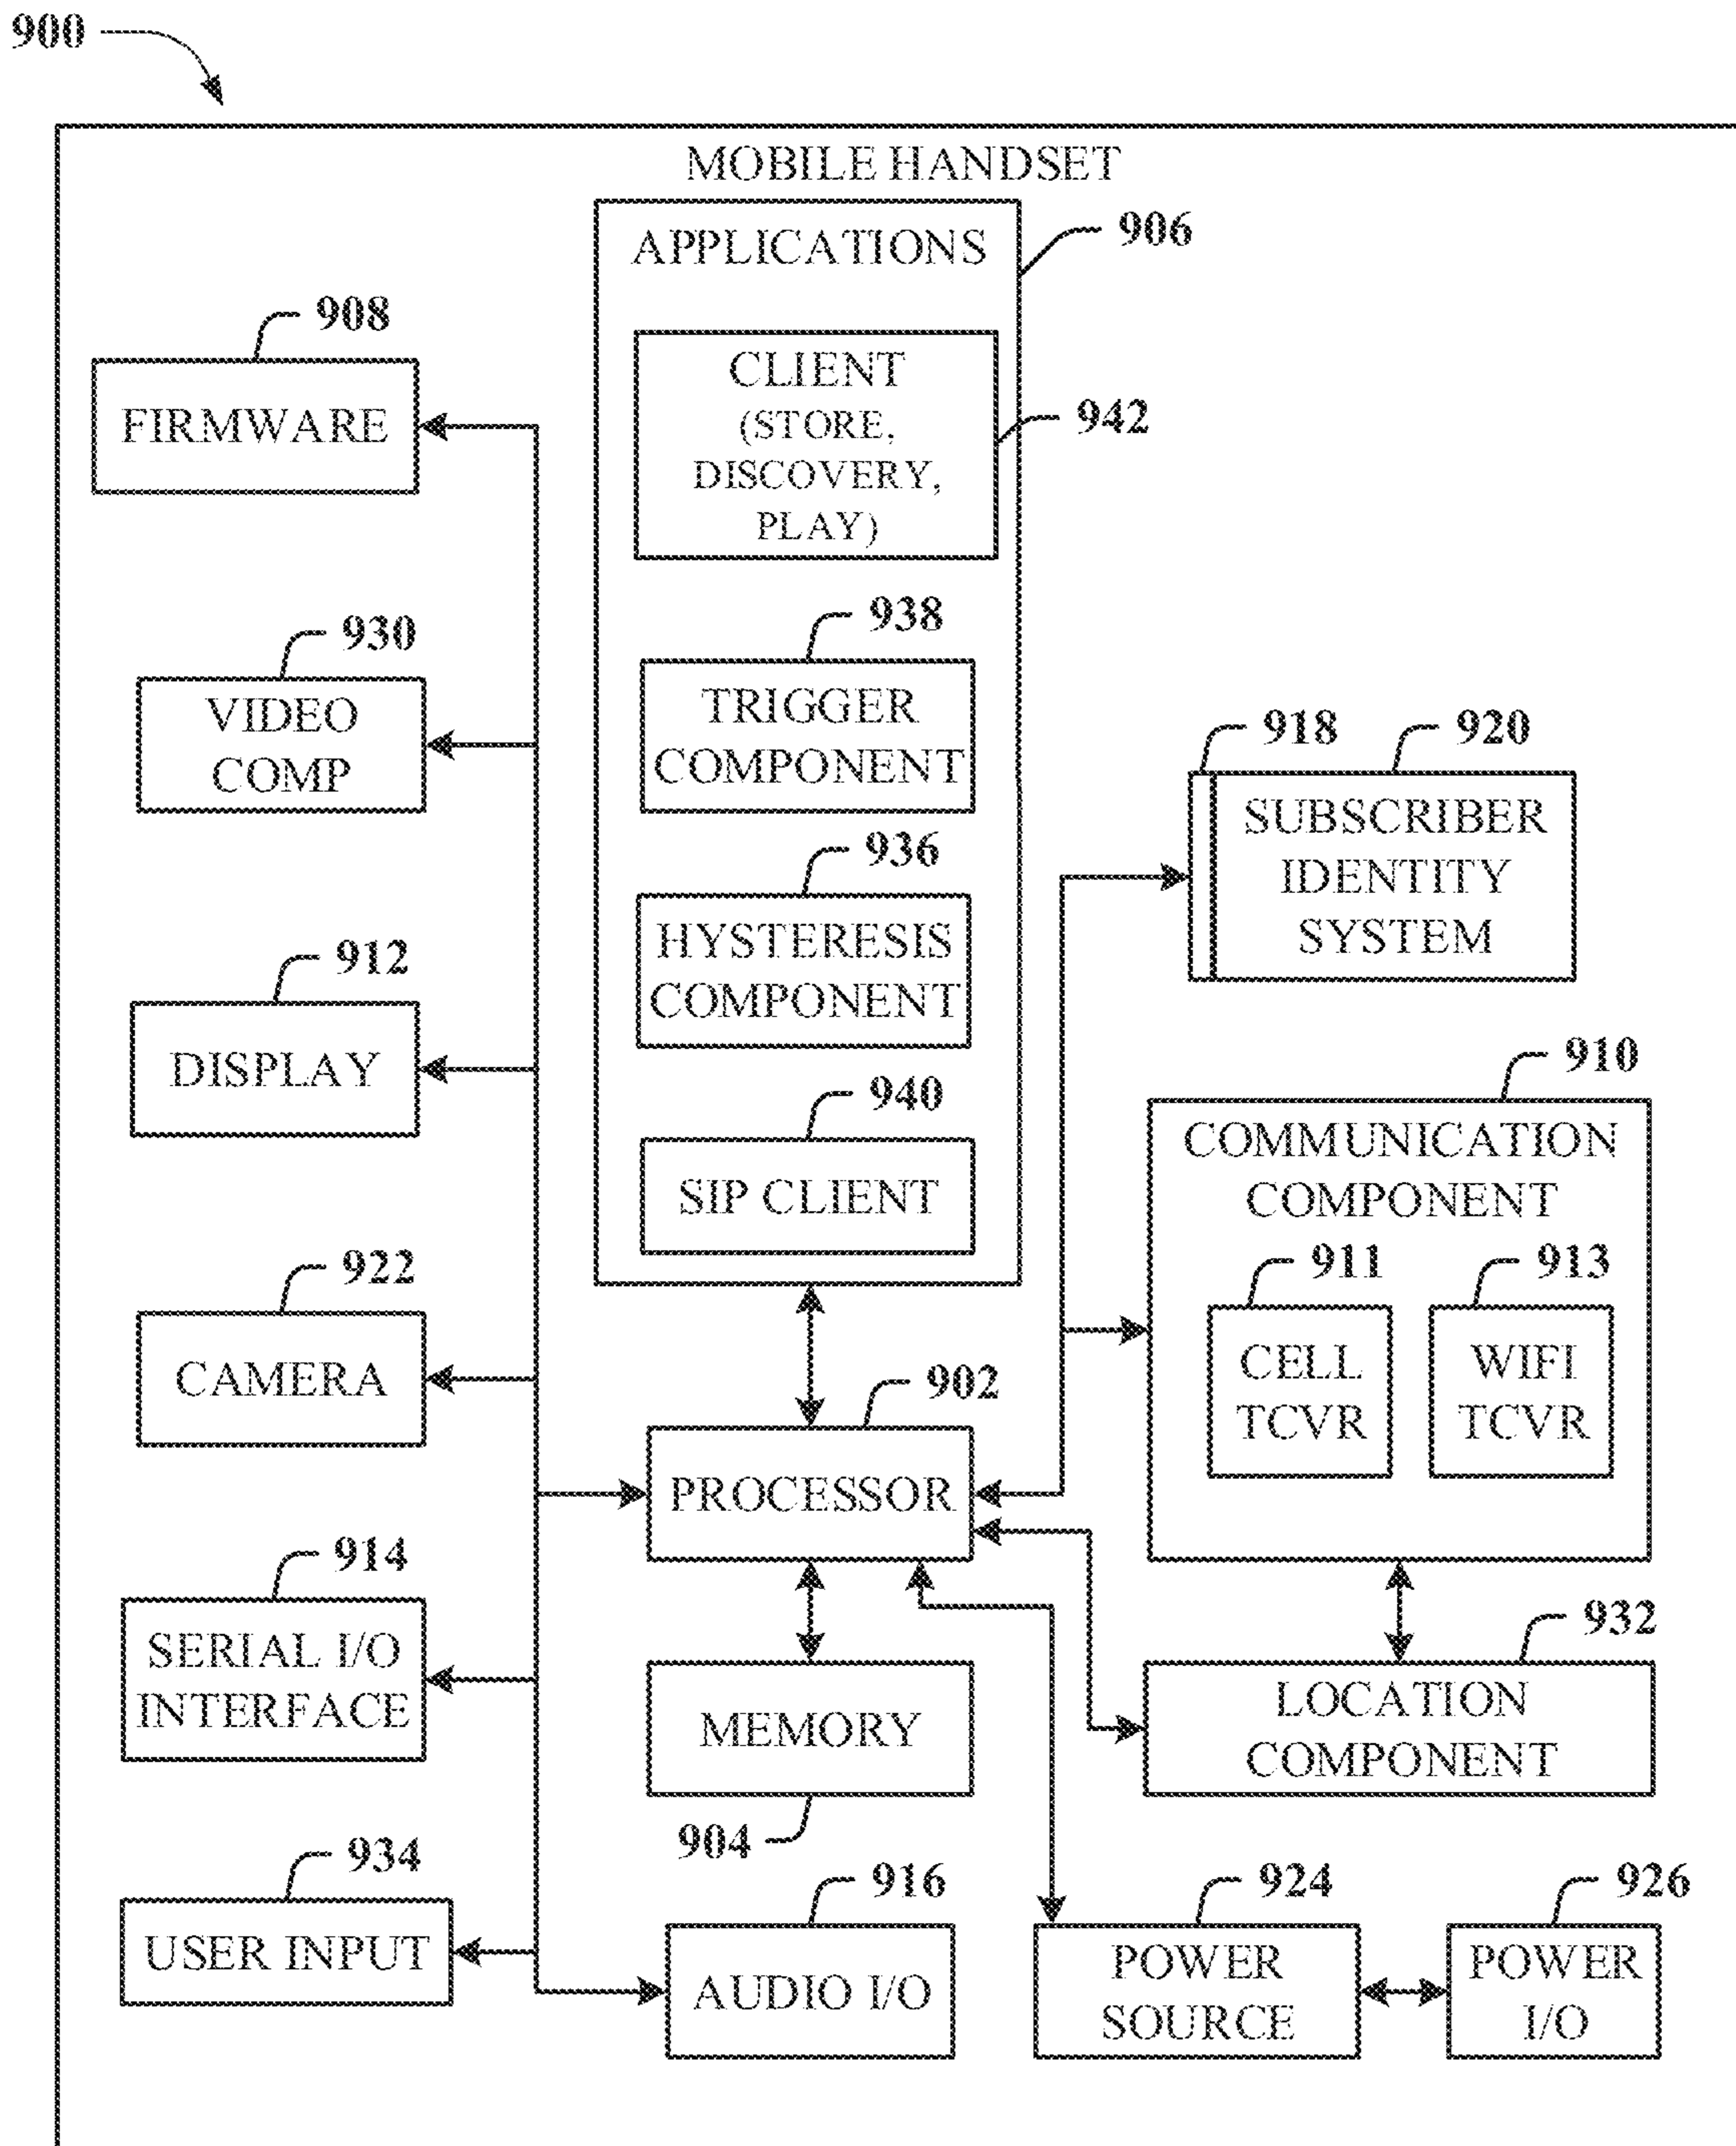 900
MOBILE HANDSET
APPLICATIONS
906
CLIENT
(STORE,
DISCOVERY,
PLAY)
942
908
FIRMWARE
938
TRIGGER
COMPONENT
930
VIDEO
COMP
918
920
SUBSCRIBER
IDENTITY
SYSTEM
936
HYSTERESIS
COMPONENT
912
DISPLAY
940
SIP CLIENT
910
COMMUNICATION
COMPONENT
911
CELL
TCVR
913
WIFI
TCVR
922
CAMERA
902
PROCESSOR
914
SERIAL I/O
INTERFACE
MEMORY
904
932
LOCATION
COMPONENT
934
USER INPUT
916
AUDIO I/O
924
POWER
SOURCE
926
POWER
I/O